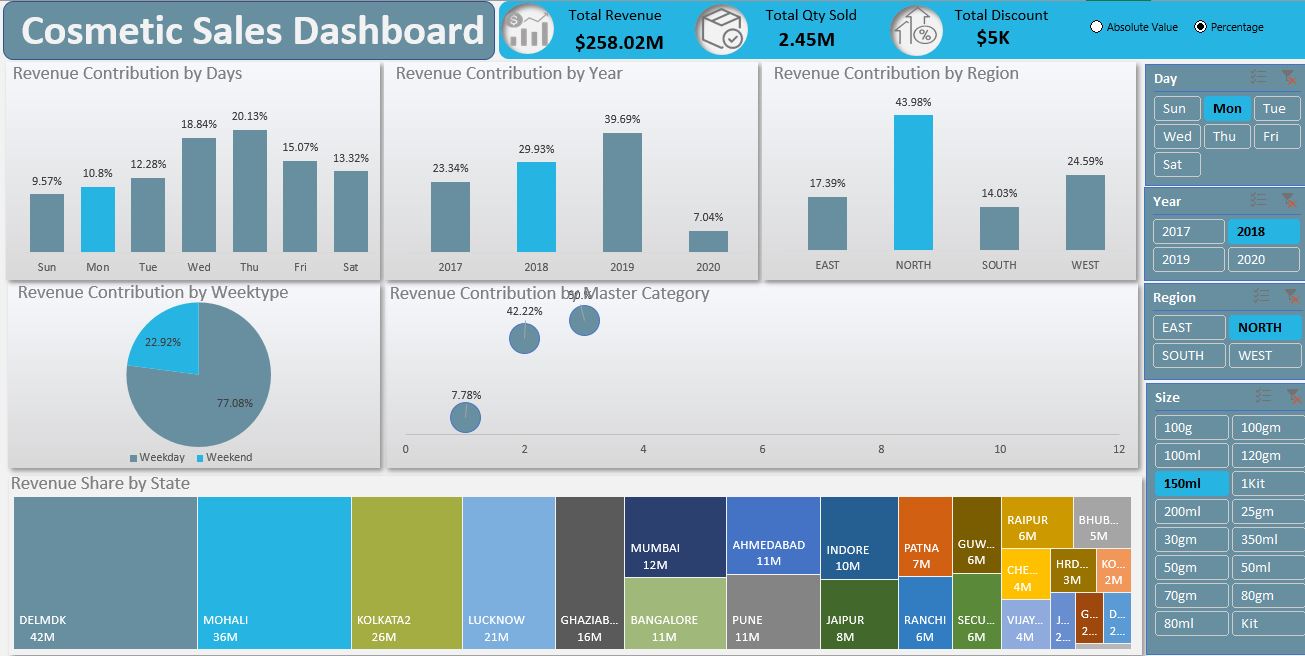 Cosmetic Sales Dashboard
Total Revenue
$258.02M
Total Qty Sold
2.45M
Total Discount
$5K
Absolute Value
Percentage
Revenue Contribution by Days
9.57%
10.8%
12.28%
18.84%
20.13%
15.07%
13.32%
Sun Mon Tue Wed Thu Fri Sat
Revenue Contribution by Year
23.34%
29.93%
39.69%
7.04%
2017 2018 2019 2020
Revenue Contribution by Region
17.39%
43.98%
14.03%
24.59%
EAST NORTH SOUTH WEST
Day
Sun Mon Tue
Wed Thu Fri
Sat
Year
2017 2018
2019 2020
Region
EAST NORTH
SOUTH WEST
Size
100g 100gm
100ml 120gm
150ml 1Kit
200ml 25gm
30gm 350ml
50gm 50ml
70gm 80gm
80ml Kit
Revenue Contribution by Weektype
22.92%
77.08%
Weekday Weekend
Revenue Contribution by Master Category
42.22%
7.78%
0 2 4 6 8 10 12
Revenue Share by State
DELMDK
42M
MOHALI
36M
KOLKATA2
26M
LUCKNOW
21M
GHAZIAB...
16M
MUMBAI
12M
BANGALORE
11M
AHMEDABAD
11M
PUNE
11M
INDORE
10M
JAIPUR
8M
PATNA
7M
RANCHI
6M
GUW...
6M
SECU...
6M
RAIPUR
6M
BHUB...
5M
CHE...
4M
HRD...
3M
KO...
2M
VIJAY...
4M
J...
2...
G...
2...
D...
2...